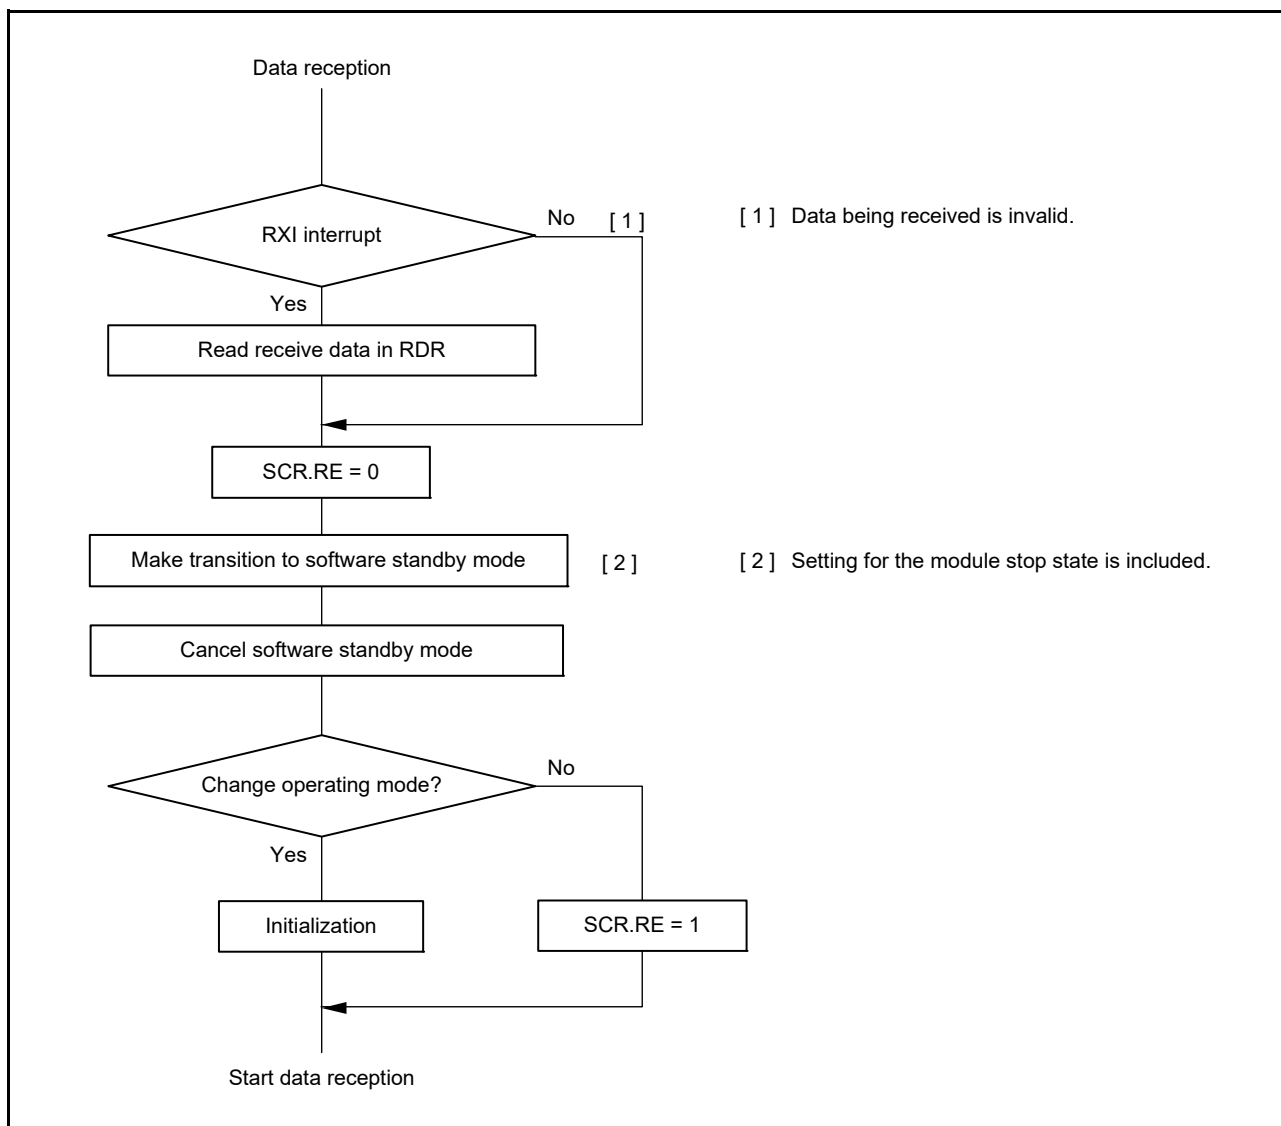 Data reception
RXI interrupt
No
[ 1 ]
[ 1 ] Data being received is invalid.
Yes
Read receive data in RDR
SCR.RE = 0
Make transition to software standby mode
[ 2 ]
[ 2 ] Setting for the module stop state is included.
Cancel software standby mode
Change operating mode?
No
Yes
Initialization
SCR.RE = 1
Start data reception